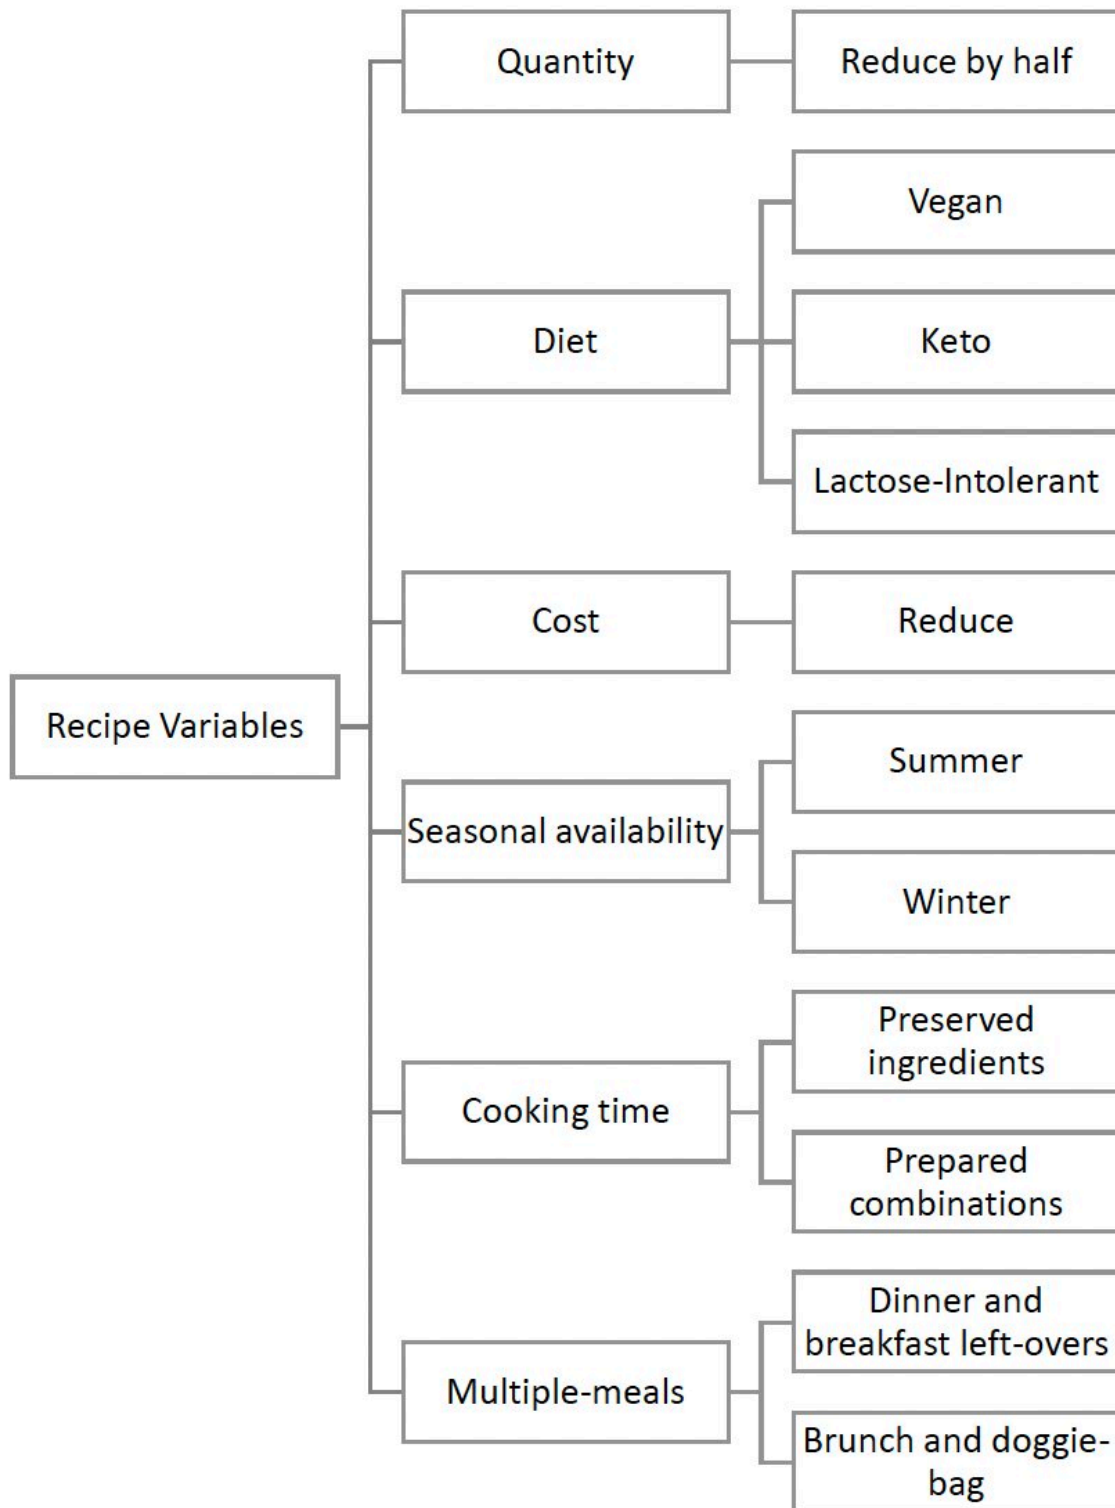 Quantity
Reduce by half
Vegan
Diet
Keto
Lactose-Intolerant
Cost
Reduce
Recipe Variables
Summer
Seasonal availability
Winter
Preserved
ingredients
Cooking time
Prepared
combinations
Dinner and
breakfast left-overs
Multiple-meals
Brunch and doggie-
bag